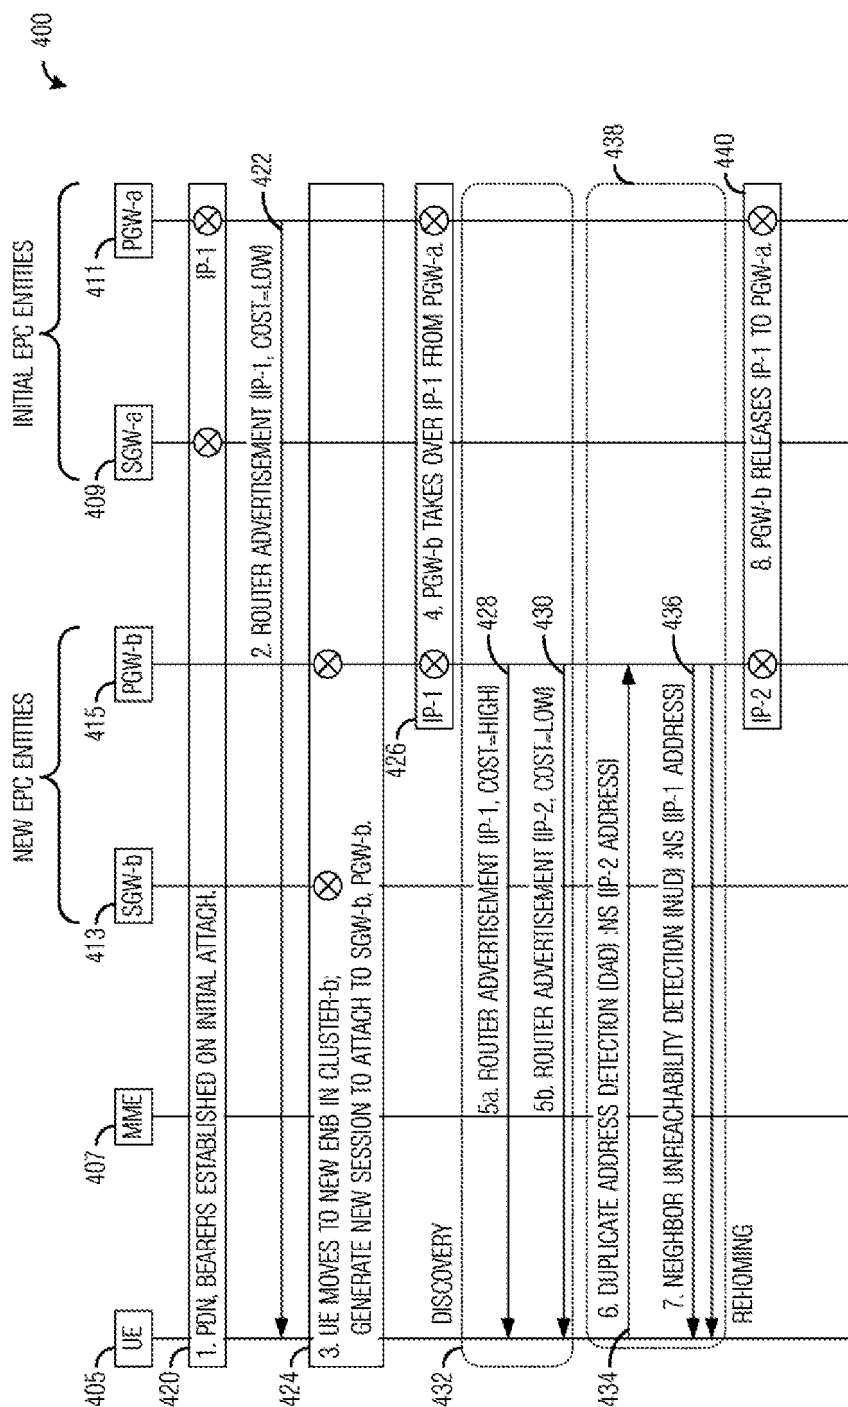 400
NEW EPC ENTITIES
INITIAL EPC ENTITIES
405
407
413
415
409
411
UE
MME
SGW-b
PGW-b
SGW-a
PGW-a
420
1. PDN, BEARERS ESTABLISHED ON INITIAL ATTACH.
IP-1
2. ROUTER ADVERTISEMENT (IP-1, COST=LOW)
422
424
3. UE MOVES TO NEW ENB IN CLUSTER-b;
GENERATE NEW SESSION TO ATTACH TO SGW-b, PGW-b.
426
IP-1
4. PGW-b TAKES OVER IP-1 FROM PGW-a.
432
DISCOVERY
5a. ROUTER ADVERTISEMENT (IP-1, COST=HIGH)
428
5b. ROUTER ADVERTISEMENT (IP-2, COST=LOW)
430
434
6. DUPLICATE ADDRESS DETECTION (DAD) :NS (IP-2 ADDRESS)
438
7. NEIGHBOR UNREACHABILITY DETECTION (NUD) :NS (IP-1 ADDRESS)
436
REHOMING
IP-2
8. PGW-b RELEASES IP-1 TO PGW-a.
440